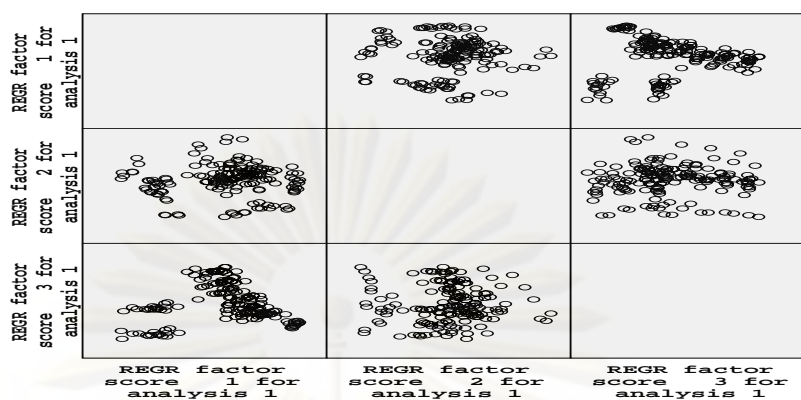 REGR factor
score 1 for
analysis 1
REGR factor
score 2 for
analysis 1
REGR factor
score 3 for
analysis 1
REGR factor
score 1 for
analysis 1
REGR factor
score 2 for
analysis 1
REGR factor
score 3 for
analysis 1